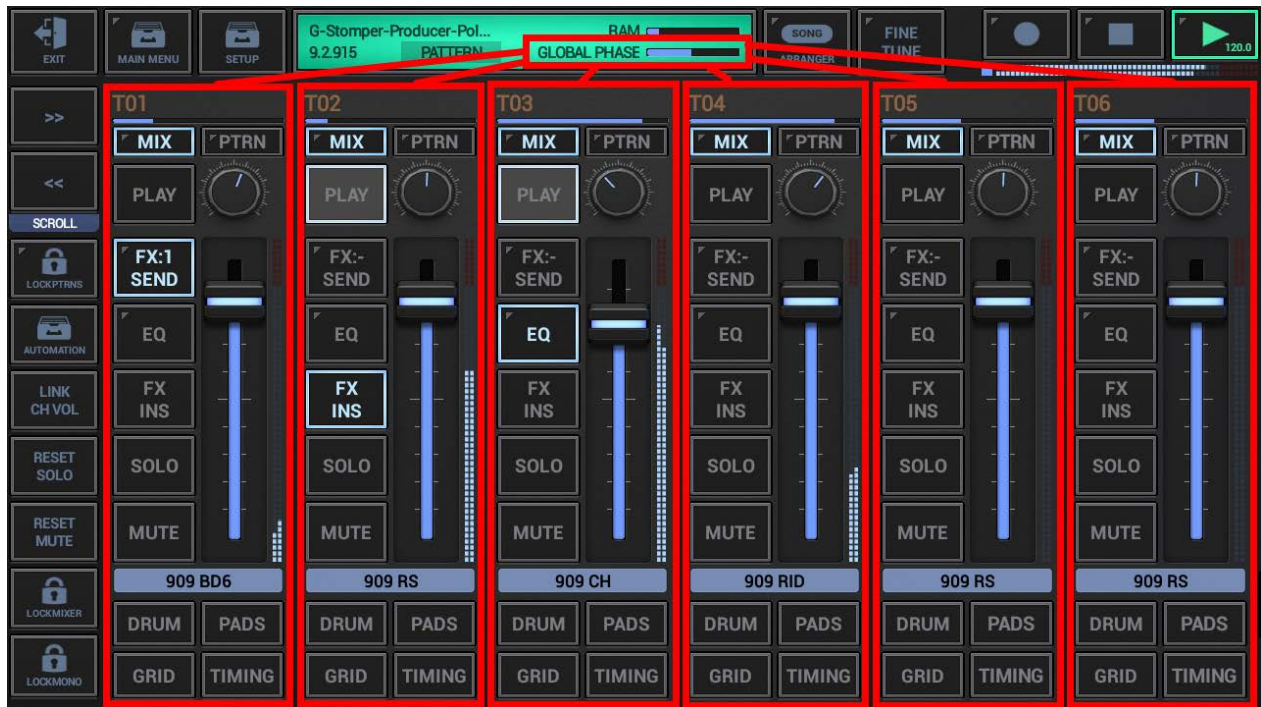 G-Stomper-Producer-Pol... RAM
9.2.915 PATTERN GLOBAL PHASE
EXIT
MAIN MENU
SETUP
SONG
ARRANGER
FINE
TUNE
120.0
>>
<<
SCROLL
LOCKPTRNS
AUTOMATION
LINK
CH VOL
RESET
SOLO
RESET
MUTE
LOCKMIXER
LOCKMONO
T01
MIX PTRN
PLAY
FX:1
SEND
EQ
FX
INS
SOLO
MUTE
909 BD6
DRUM PADS
GRID TIMING
T02
MIX PTRN
PLAY
FX:-
SEND
EQ
FX
INS
SOLO
MUTE
909 RS
DRUM PADS
GRID TIMING
T03
MIX PTRN
PLAY
FX:-
SEND
EQ
FX
INS
SOLO
MUTE
909 CH
DRUM PADS
GRID TIMING
T04
MIX PTRN
PLAY
FX:-
SEND
EQ
FX
INS
SOLO
MUTE
909 RID
DRUM PADS
GRID TIMING
T05
MIX PTRN
PLAY
FX:-
SEND
EQ
FX
INS
SOLO
MUTE
909 RS
DRUM PADS
GRID TIMING
T06
MIX PTRN
PLAY
FX:-
SEND
EQ
FX
INS
SOLO
MUTE
909 RS
DRUM PADS
GRID TIMING